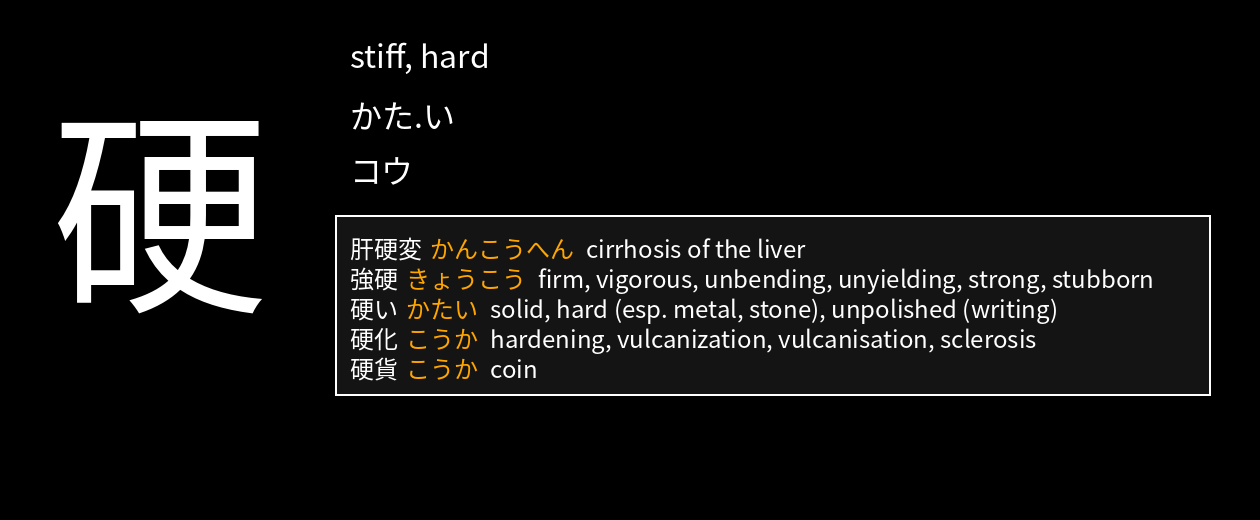 硬
stiff, hard
かた.い
コウ
肝硬変 かんこうへん cirrhosis of the liver
強硬 きょうこう firm, vigorous, unbending, unyielding, strong, stubborn
硬い かたい solid, hard (esp. metal, stone), unpolished (writing)
硬化 こうか hardening, vulcanization, vulcanisation, sclerosis
硬貨 こうか coin